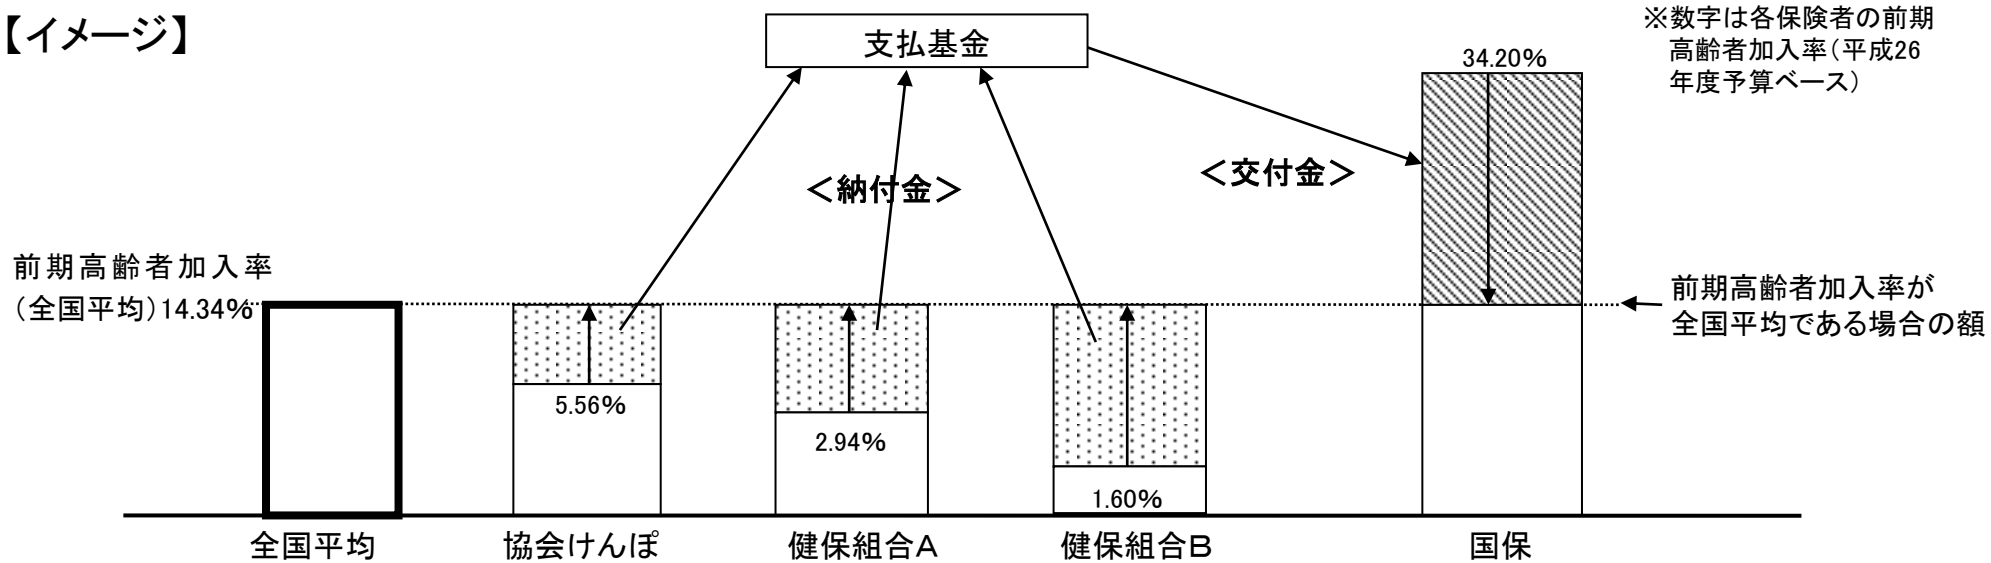 【イメージ】
支払基金
※数字は各保険者の前期
高齢者加入率(平成26
年度予算ベース)
34.20%
<納付金>
<交付金>
前期高齢者加入率
(全国平均)14.34%
前期高齢者加入率が
全国平均である場合の額
5.56%
2.94%
1.60%
全国平均
協会けんぽ
健保組合A
健保組合B
国保